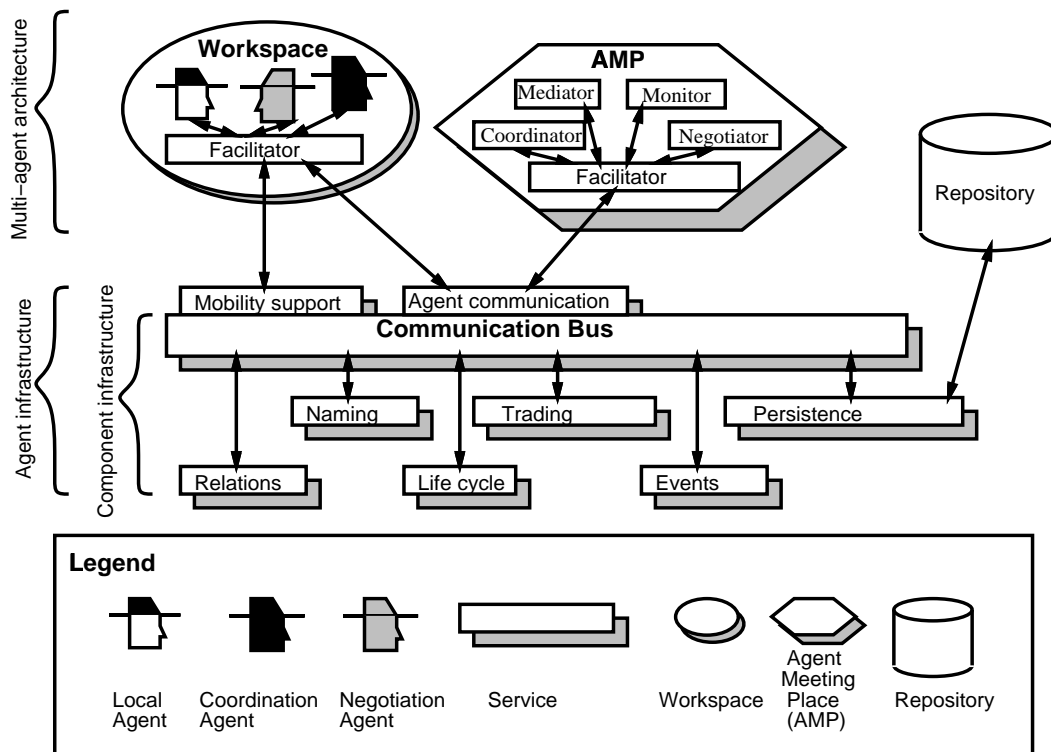 Multi–agent architecture
Workspace
Facilitator
AMP
Mediator
Monitor
Coordinator
Negotiator
Facilitator
Repository
Agent infrastructure
Component infrastructure
Mobility support
Agent communication
Communication Bus
Naming
Trading
Persistence
Relations
Life cycle
Events
Legend
Local
Agent
Coordination
Agent
Negotiation
Agent
Service
Workspace
Agent
Meeting
Place
(AMP)
Repository